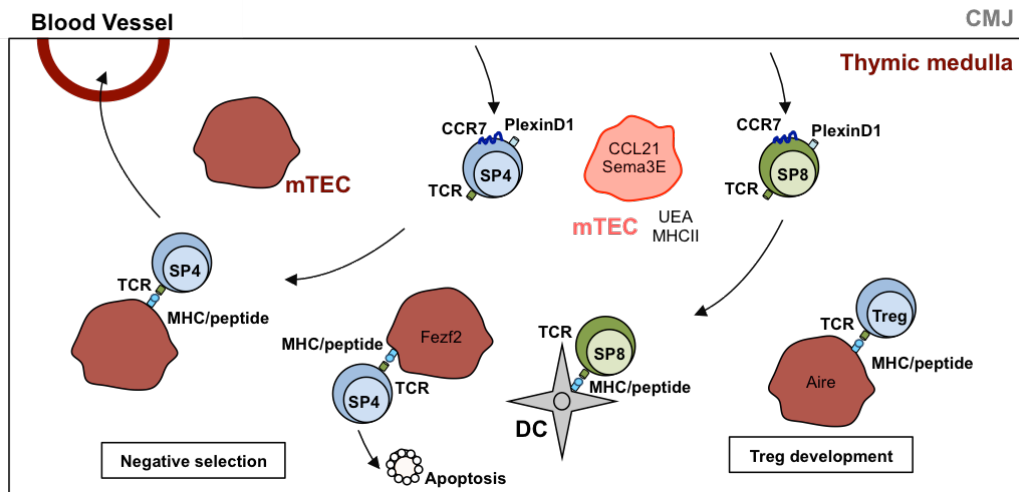 Blood Vessel
CMJ
Thymic medulla
CCR7
PlexinD1
SP4
TCR
mTEC
CCL21
Sema3E
mTEC
UEA
MHCII
CCR7
PlexinD1
SP8
TCR
SP4
TCR
MHC/peptide
Fezf2
MHC/peptide
TCR
SP4
Apoptosis
TCR
SP8
MHC/peptide
DC
Treg
TCR
MHC/peptide
Aire
Negative selection
Treg development